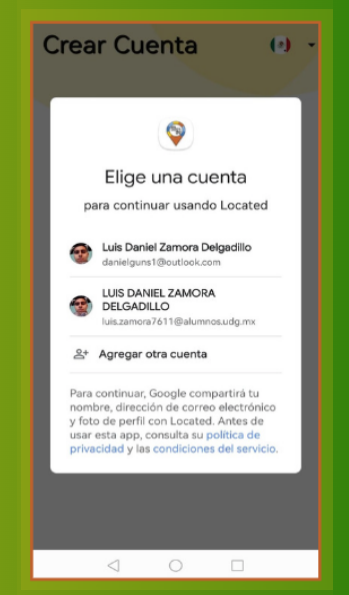 Crear Cuenta
Elige una cuenta
para continuar usando Located
Luis Daniel Zamora Delgadillo
danielguns1@outlook.com
LUIS DANIEL ZAMORA
DELGADILLO
luis.zamora7611@alumnos.udg.mx
Agregar otra cuenta
Para continuar, Google compartirá tu
nombre, dirección de correo electrónico
y foto de perfil con Located. Antes de
usar esta app, consulta su política de
privacidad y las condiciones del servicio.